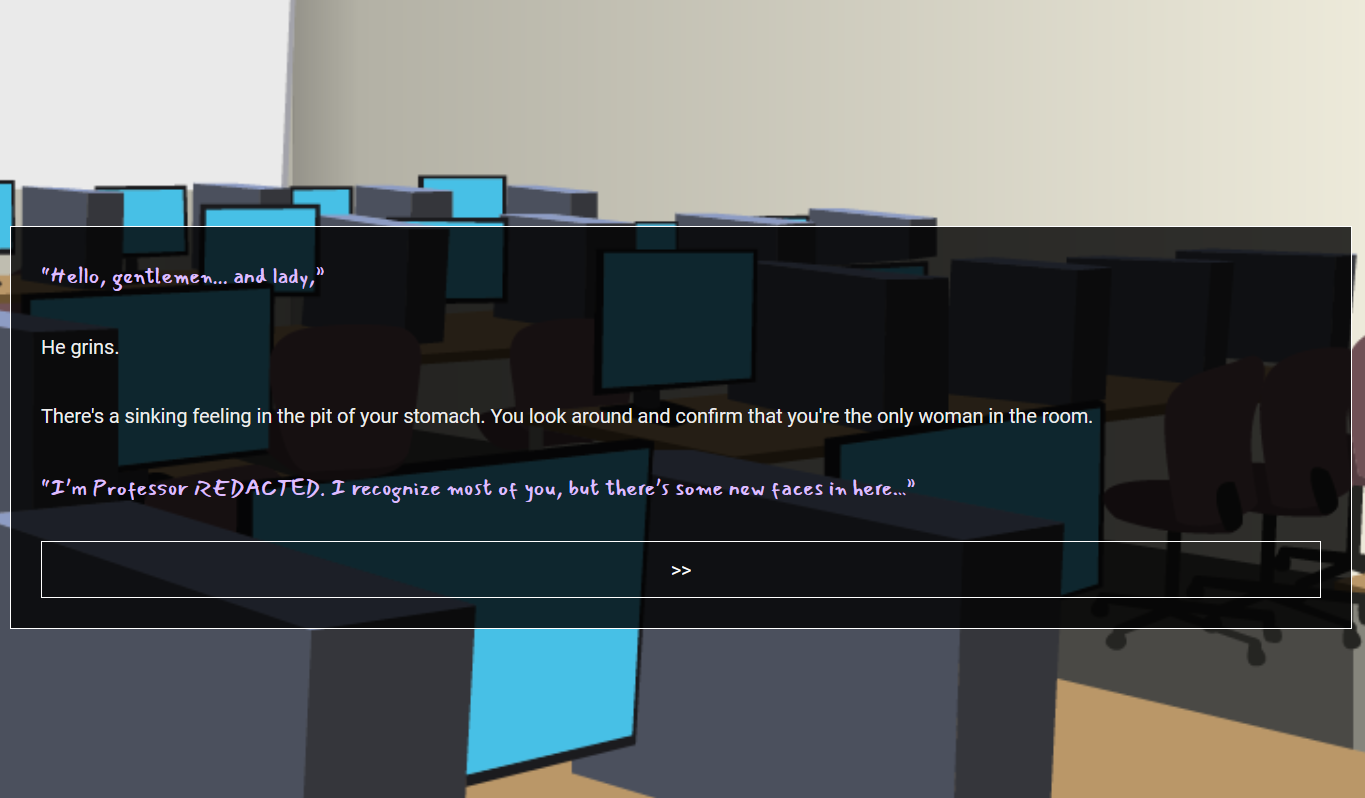 "Hello, gentlemen... and lady,"
He grins.
There's a sinking feeling in the pit of your stomach. You look around and confirm that you're the only woman in the room.
"I'm Professor REDACTED. I recognize most of you, but there's some new faces in here..."
>>